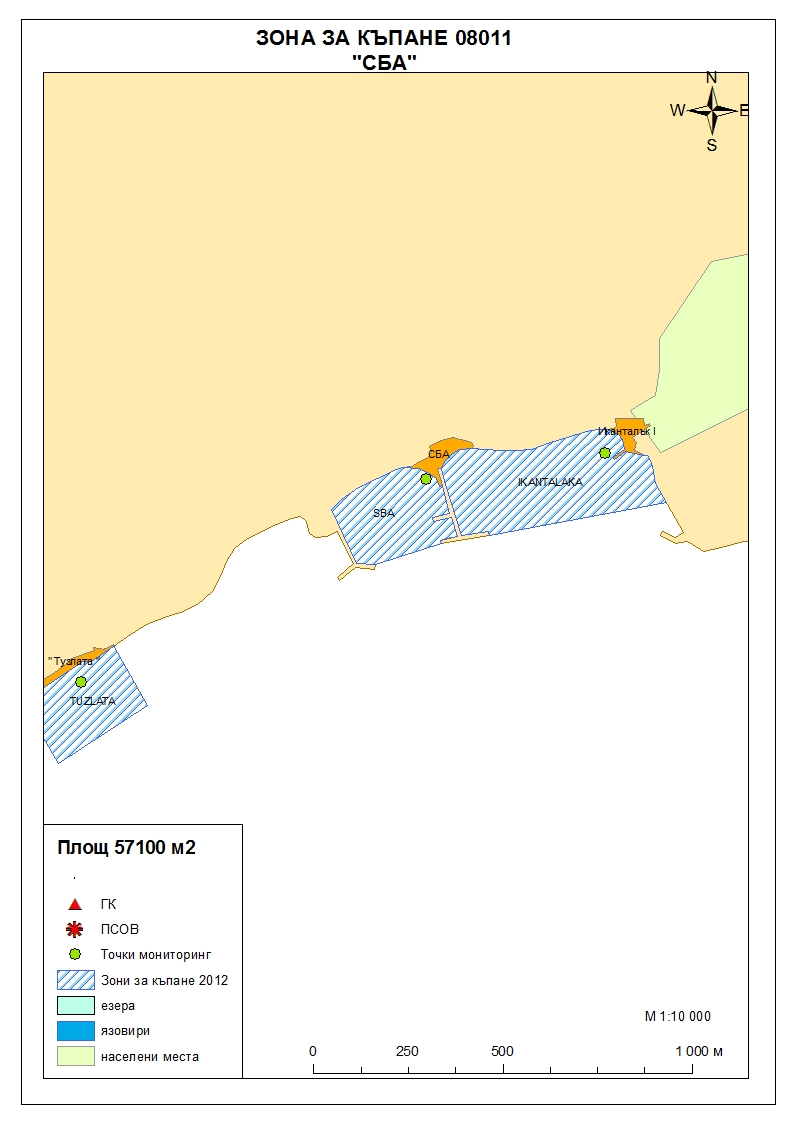 ЗОНА ЗА КЪПАНЕ 08011
"СБА"
N
W E
S
Иканталък I
СБА
IKANTALAKA
SBA
"Тузлата"
TUZLATA
Площ 57100 м2
ГК
ПСОВ
Точки мониторинг
Зони за къпане 2012
езера
язовири
населени места
М 1:10 000
0 250 500 1 000 м